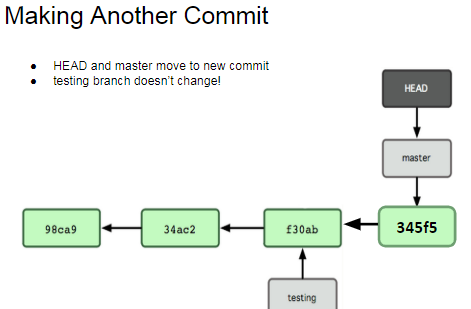 Making Another Commit
● HEAD and master move to new commit
● testing branch doesn't change!
HEAD
master
98ca9
34ac2
f30ab
345f5
testing